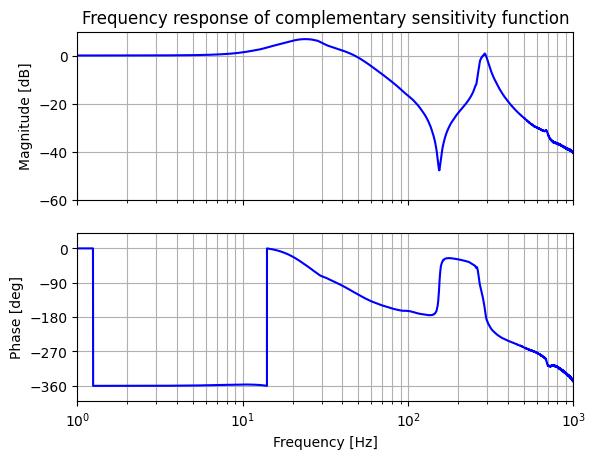 Frequency response of complementary sensitivity function
0
−20
−40
−60
Magnitude [dB]
0
−90
−180
−270
−360
Phase [deg]
10⁰ 10¹ 10² 10³
Frequency [Hz]